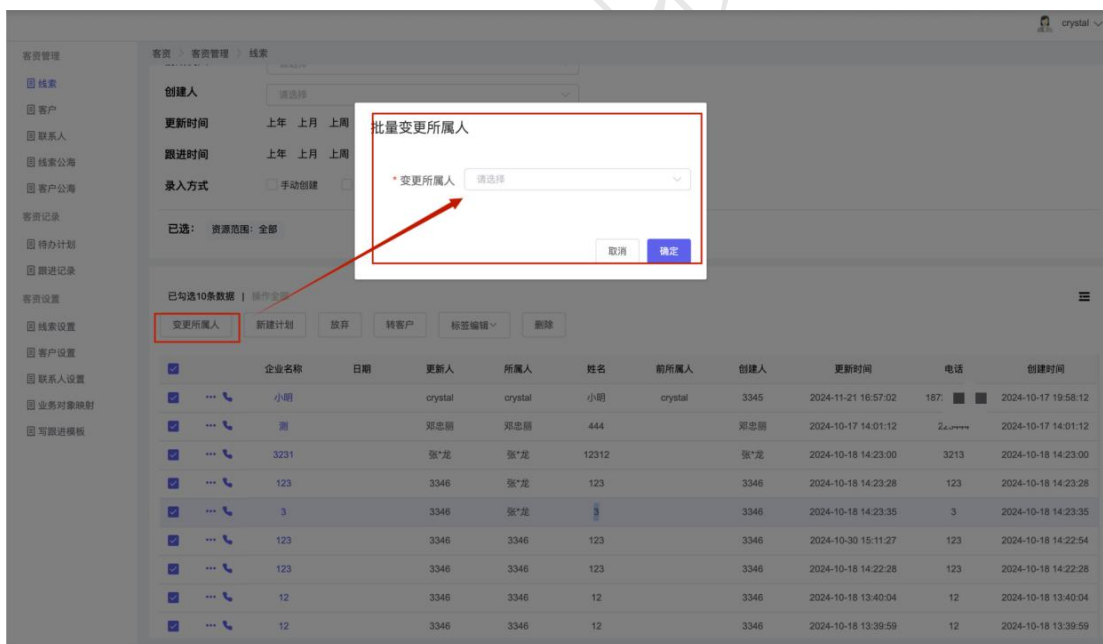 crystal
客资管理
线索
客户
联系人
线索公海
客户公海
客资记录
待办计划
跟进记录
客资设置
线索设置
客户设置
联系人设置
业务对象映射
写跟进模板
客资 客资管理 线索
创建人 请选择
更新时间 上年 上月 上周
跟进时间 上年 上月 上周
录入方式 手动创建
已选: 资源范围: 全部
批量变更所属人
* 变更所属人 请选择
取消 确定
已勾选10条数据 | 操作全部
变更所属人 新建计划 放弃 转客户 标签编辑 删除
企业名称 日期 更新人 所属人 姓名 前所属人 创建人 更新时间 电话 创建时间
小明 crystal crystal 小明 crystal 3345 2024-11-21 16:57:02 187: 2024-10-17 19:58:12
测 邓忠丽 邓忠丽 444 邓忠丽 2024-10-17 14:01:12 2024-10-17 14:01:12
3231 张*龙 张*龙 12312 张*龙 2024-10-18 14:23:00 3213 2024-10-18 14:23:00
123 3346 张*龙 123 3346 2024-10-18 14:23:28 123 2024-10-18 14:23:28
3 3346 张*龙 3 3346 2024-10-18 14:23:35 3 2024-10-18 14:23:35
123 3346 3346 123 3346 2024-10-30 15:11:27 123 2024-10-18 14:22:54
123 3346 3346 123 3346 2024-10-18 14:22:28 123 2024-10-18 14:22:28
12 3346 3346 12 3346 2024-10-18 13:40:04 12 2024-10-18 13:40:04
12 3346 3346 12 3346 2024-10-18 13:39:59 12 2024-10-18 13:39:59